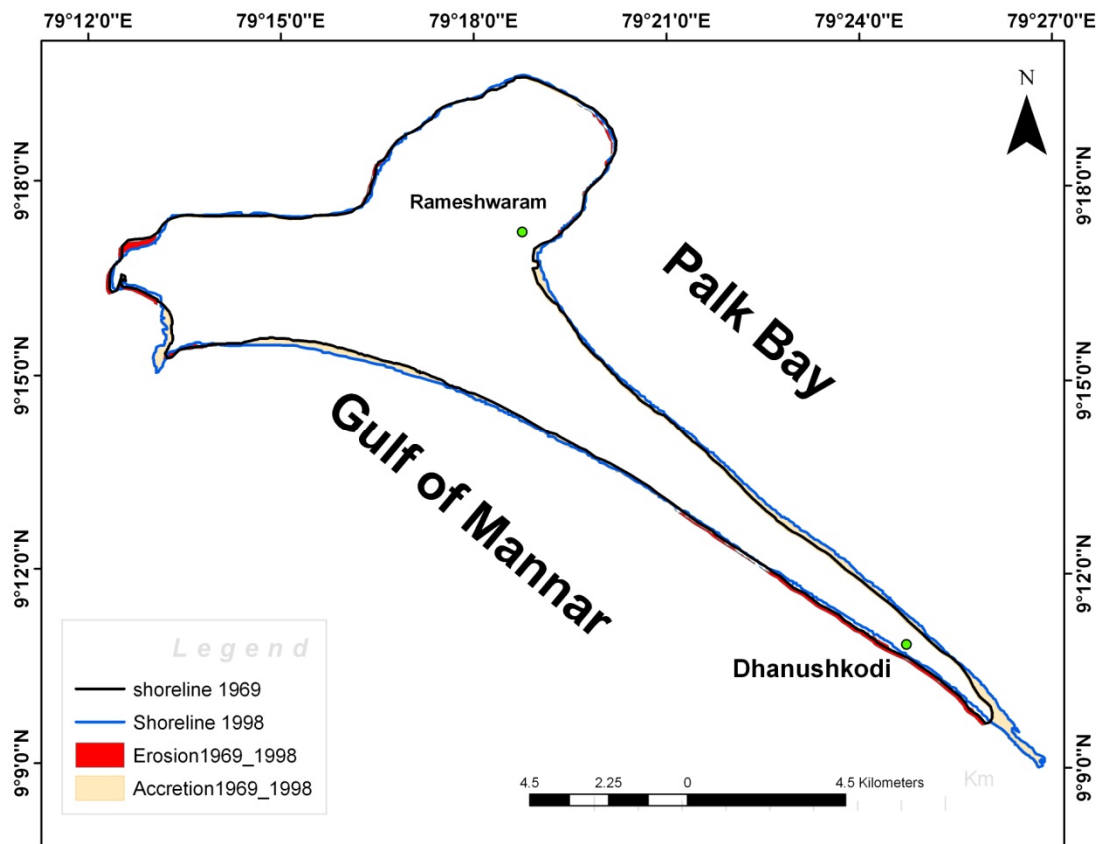 79°12'0"E 79°15'0"E 79°18'0"E 79°21'0"E 79°24'0"E 79°27'0"E
N
9°18'0"N
9°18'0"N
Rameshwaram
Palk Bay
9°15'0"N
9°15'0"N
Gulf of Mannar
9°12'0"N
9°12'0"N
Dhanushkodi
9°9'0"N
9°9'0"N
Legend
shoreline 1969
Shoreline 1998
Erosion1969_1998
Accretion1969_1998
4.5 2.25 0 4.5 Kilometers
Km